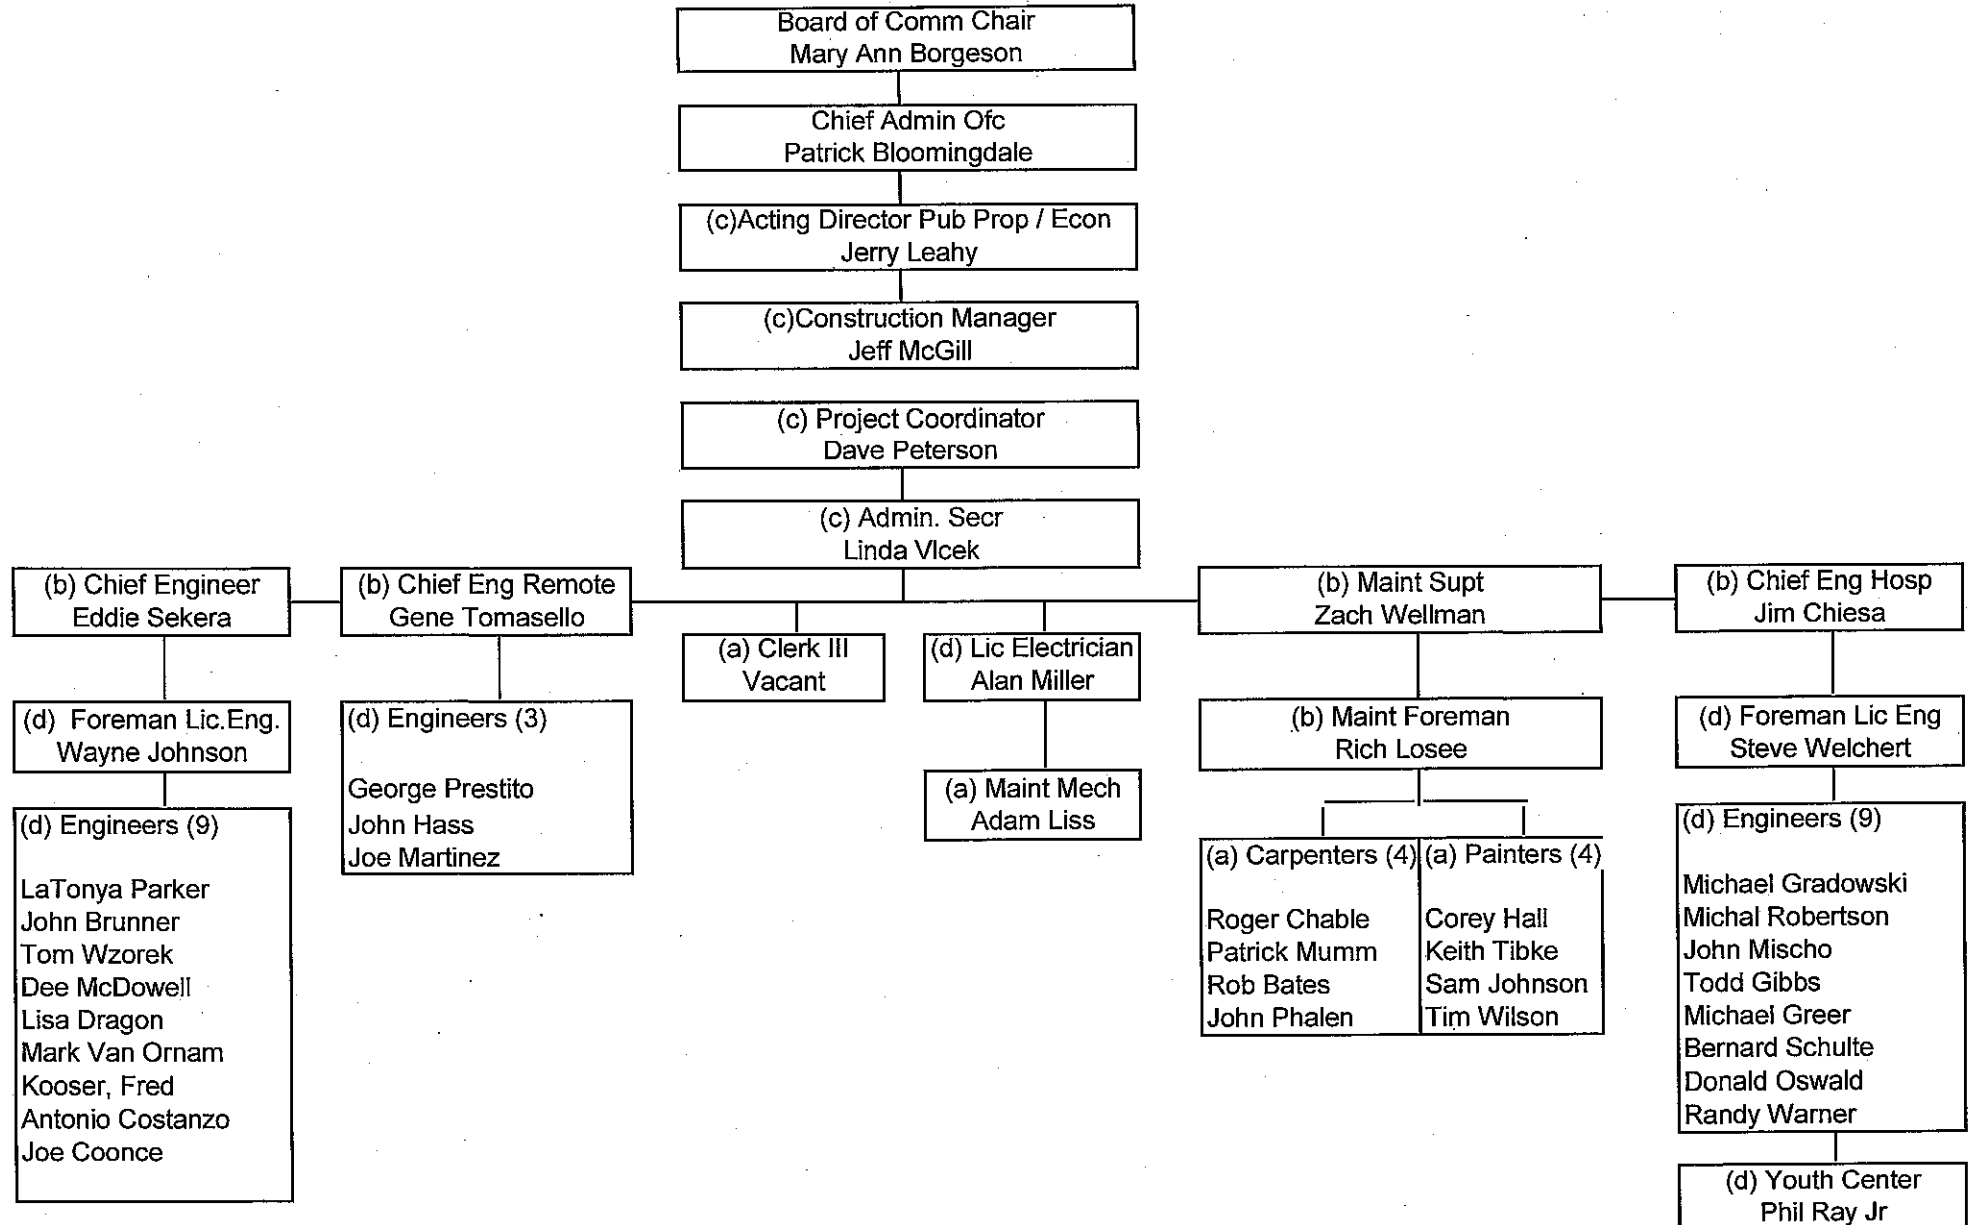 Board of Comm Chair
Mary Ann Borgeson
Chief Admin Ofc
Patrick Bloomingdale
(c)Acting Director Pub Prop / Econ
Jerry Leahy
(c)Construction Manager
Jeff McGill
(c) Project Coordinator
Dave Peterson
(c) Admin. Secr
Linda Vlcek
(b) Chief Engineer
Eddie Sekera
(b) Chief Eng Remote
Gene Tomasello
(b) Maint Supt
Zach Wellman
(b) Chief Eng Hosp
Jim Chiesa
(a) Clerk III
Vacant
(d) Lic Electrician
Alan Miller
(d) Foreman Lic.Eng.
Wayne Johnson
(d) Engineers (3)
George Prestito
John Hass
Joe Martinez
(a) Maint Mech
Adam Liss
(b) Maint Foreman
Rich Losee
(d) Foreman Lic Eng
Steve Welchert
(d) Engineers (9)
LaTonya Parker
John Brunner
Tom Wzorek
Dee McDowell
Lisa Dragon
Mark Van Ornam
Kooser, Fred
Antonio Costanzo
Joe Coonce
(a) Carpenters (4)
Roger Chable
Patrick Mumm
Rob Bates
John Phalen
(a) Painters (4)
Corey Hall
Keith Tibke
Sam Johnson
Tim Wilson
(d) Engineers (9)
Michael Gradowski
Michal Robertson
John Mischo
Todd Gibbs
Michael Greer
Bernard Schulte
Donald Oswald
Randy Warner
(d) Youth Center
Phil Ray Jr